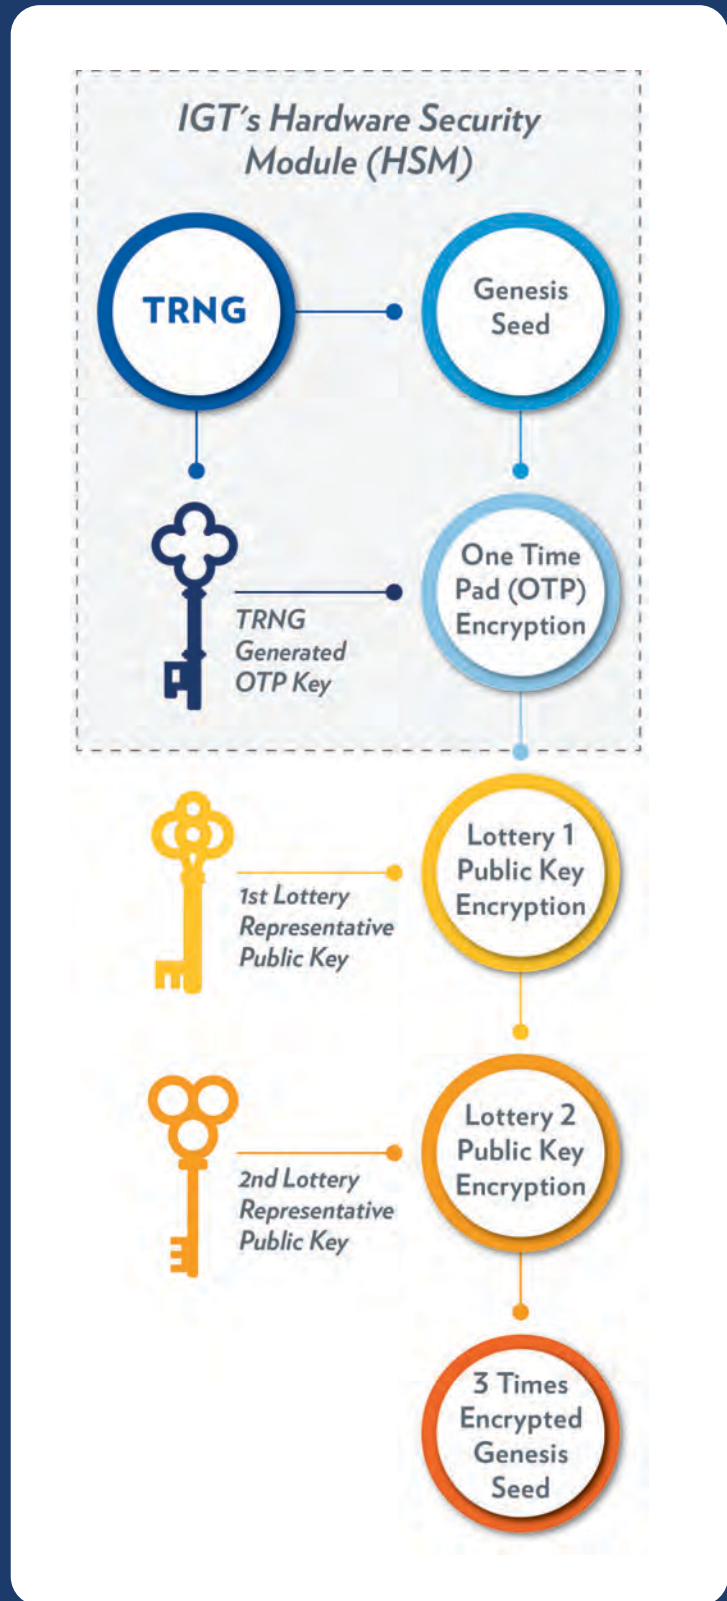 IGT's Hardware Security
Module (HSM)
TRNG
Genesis
Seed
One Time
Pad (OTP)
Encryption
TRNG
Generated
OTP Key
Lottery 1
Public Key
Encryption
1st Lottery
Representative
Public Key
Lottery 2
Public Key
Encryption
2nd Lottery
Representative
Public Key
3 Times
Encrypted
Genesis
Seed